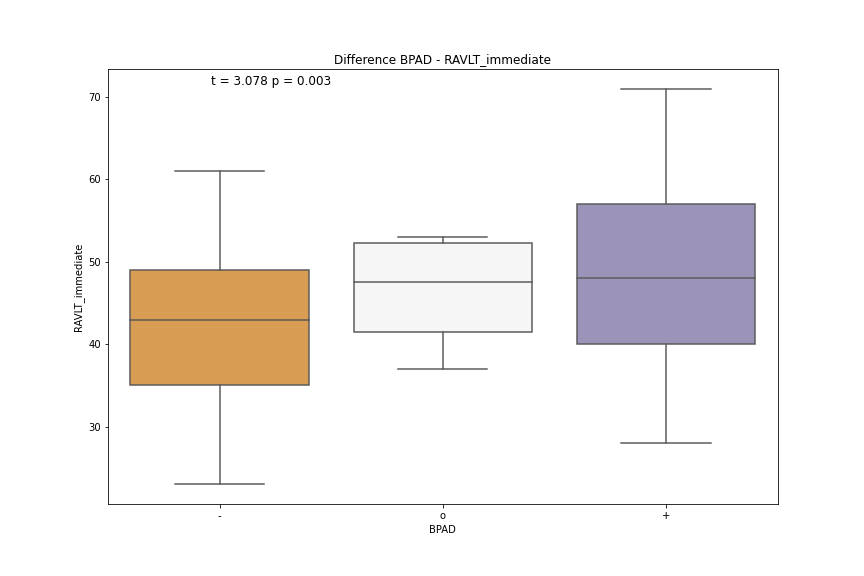 Difference BPAD - RAVLT_immediate
t = 3.078 p = 0.003
70
60
50
40
30
RAVLT_immediate
-
o
+
BPAD